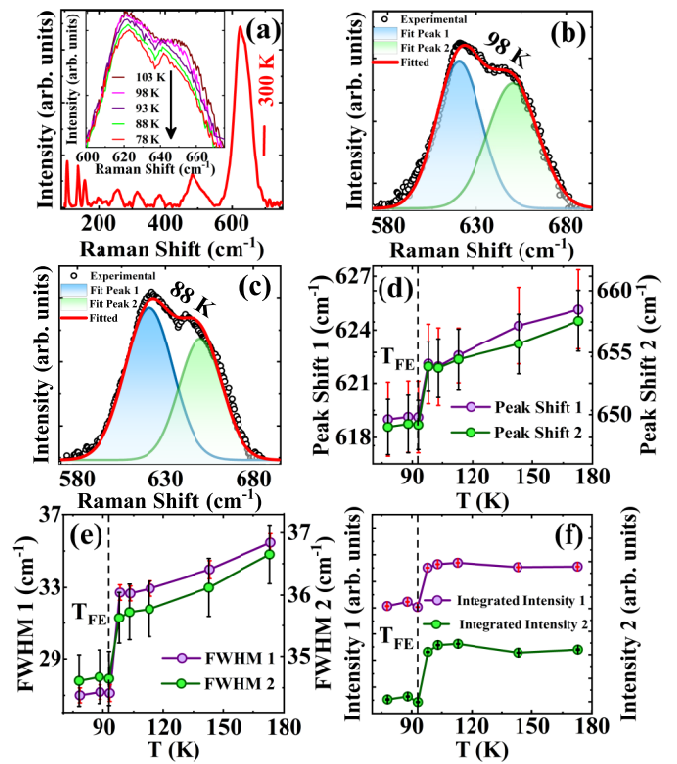 (a)
Intensity (arb. units)
Intensity (arb. units)
103 K
98 K
93 K
88 K
78 K
600 620 640 660
Raman Shift (cm⁻¹)
300 K
200 400 600
Raman Shift (cm⁻¹)
(b)
Experimental
Fit Peak 1
Fit Peak 2
Fitted
98 K
Intensity (arb. units)
580 630 680
Raman Shift (cm⁻¹)
(c)
Experimental
Fit Peak 1
Fit Peak 2
Fitted
88 K
Intensity (arb. units)
580 640 680
Raman Shift (cm⁻¹)
(d)
Peak Shift 1 (cm⁻¹)
627
624
621
618
T_FE
Peak Shift 1
Peak Shift 2
660
655
650
Peak Shift 2 (cm⁻¹)
90 120 150 180
T (K)
(e)
FWHM 1 (cm⁻¹)
37
33
29
T_FE
FWHM 1
FWHM 2
37
36
35
34
FWHM 2 (cm⁻¹)
90 120 150 180
T (K)
(f)
Intensity 1 (arb. units)
T_FE
Integrated Intensity 1
Integrated Intensity 2
Intensity 2 (arb. units)
90 120 150 180
T (K)